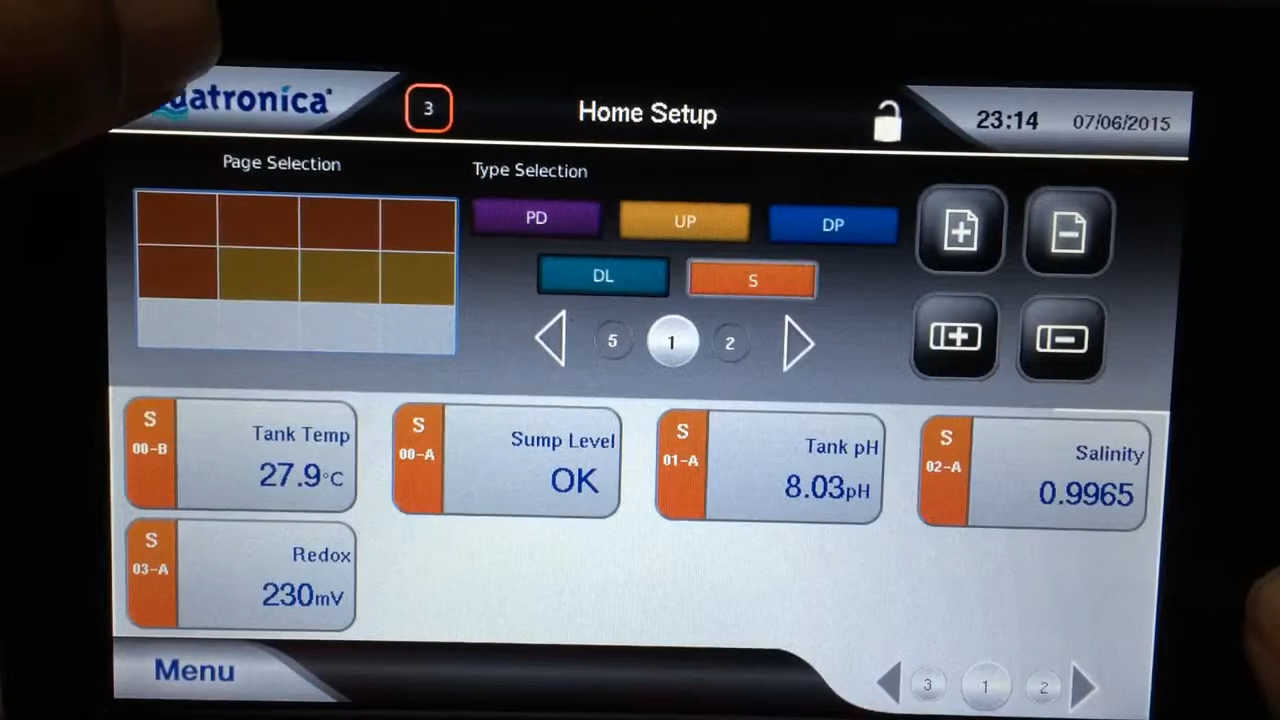 uatronica
3
Home Setup
23:14 07/06/2015
Page Selection
Type Selection
PD UP DP
DL S
5 1 2
S
00-B
Tank Temp
27.9°C
S
00-A
Sump Level
OK
S
01-A
Tank pH
8.03pH
S
02-A
Salinity
0.9965
S
03-A
Redox
230mV
Menu
3 1 2